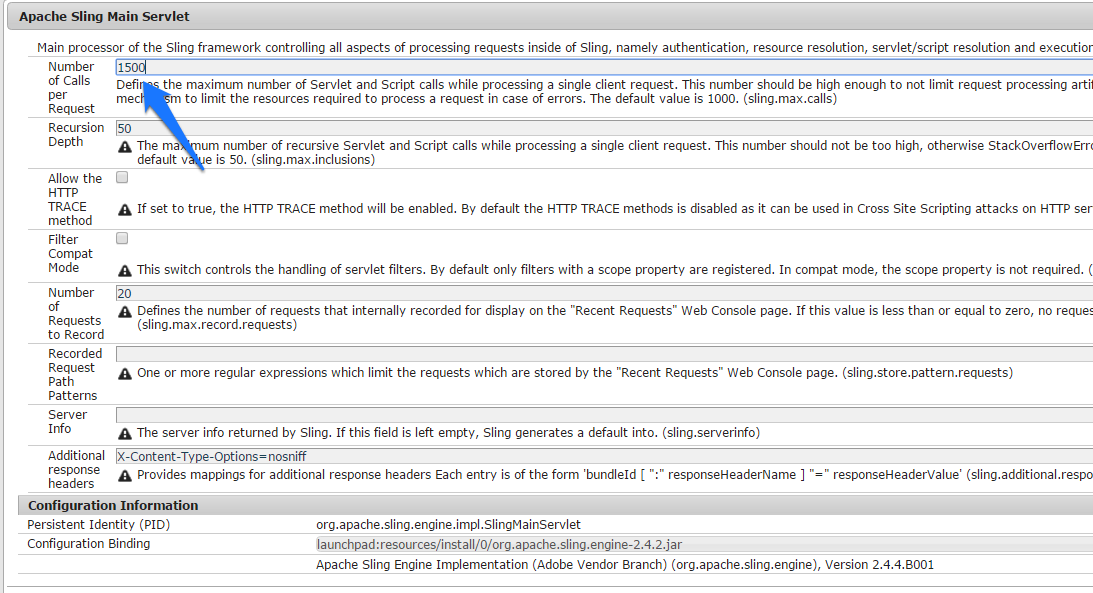 Apache Sling Main Servlet
Main processor of the Sling framework controlling all aspects of processing requests inside of Sling, namely authentication, resource resolution, servlet/script resolution and execution
Number
of Calls
per
Request
1500
Defines the maximum number of Servlet and Script calls while processing a single client request. This number should be high enough to not limit request processing artif
mechanism to limit the resources required to process a request in case of errors. The default value is 1000. (sling.max.calls)
Recursion
Depth
50
The maximum number of recursive Servlet and Script calls while processing a single client request. This number should not be too high, otherwise StackOverflowErro
default value is 50. (sling.max.inclusions)
Allow the
HTTP
TRACE
method
If set to true, the HTTP TRACE method will be enabled. By default the HTTP TRACE methods is disabled as it can be used in Cross Site Scripting attacks on HTTP ser
Filter
Compat
Mode
This switch controls the handling of servlet filters. By default only filters with a scope property are registered. In compat mode, the scope property is not required. (
Number
of
Requests
to Record
20
Defines the number of requests that internally recorded for display on the "Recent Requests" Web Console page. If this value is less than or equal to zero, no reques
(sling.max.record.requests)
Recorded
Request
Path
Patterns
One or more regular expressions which limit the requests which are stored by the "Recent Requests" Web Console page. (sling.store.pattern.requests)
Server
Info
The server info returned by Sling. If this field is left empty, Sling generates a default into. (sling.serverinfo)
Additional
response
headers
X-Content-Type-Options=nosniff
Provides mappings for additional response headers Each entry is of the form 'bundleId [ ":" responseHeaderName ] "=" responseHeaderValue' (sling.additional.respo
Configuration Information
Persistent Identity (PID)
org.apache.sling.engine.impl.SlingMainServlet
Configuration Binding
launchpad:resources/install/0/org.apache.sling.engine-2.4.2.jar
Apache Sling Engine Implementation (Adobe Vendor Branch) (org.apache.sling.engine), Version 2.4.4.B001